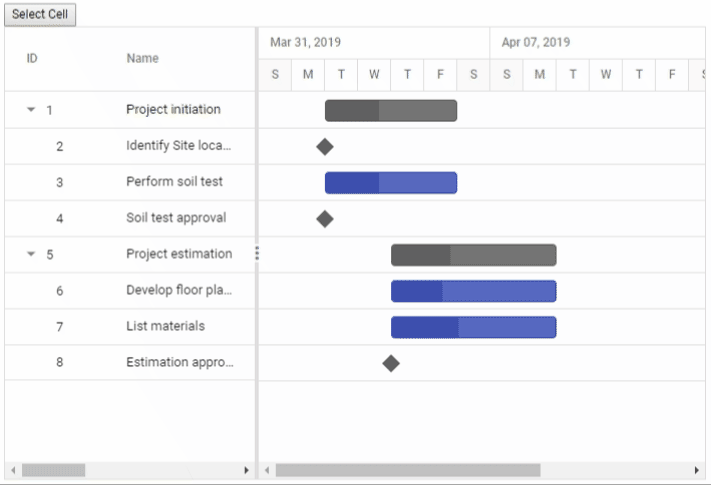 Select Cell
Mar 31, 2019 Apr 07, 2019
ID Name
S M T W T F S S M T W T F S
1 Project initiation
2 Identify Site loca...
3 Perform soil test
4 Soil test approval
5 Project estimation
6 Develop floor pla...
7 List materials
8 Estimation appro...